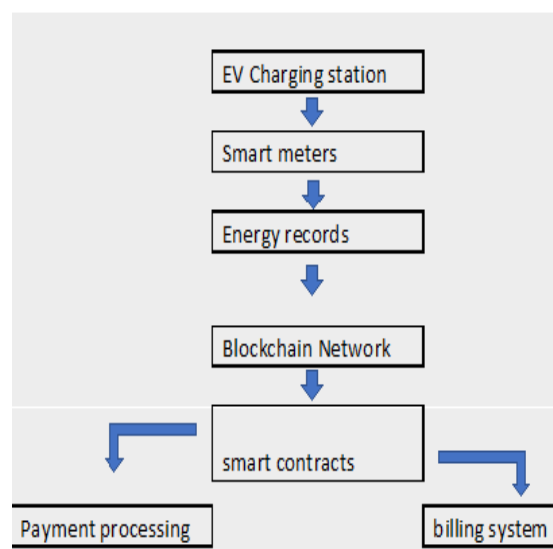 EV Charging station
Smart meters
Energy records
Blockchain Network
smart contracts
Payment processing
billing system